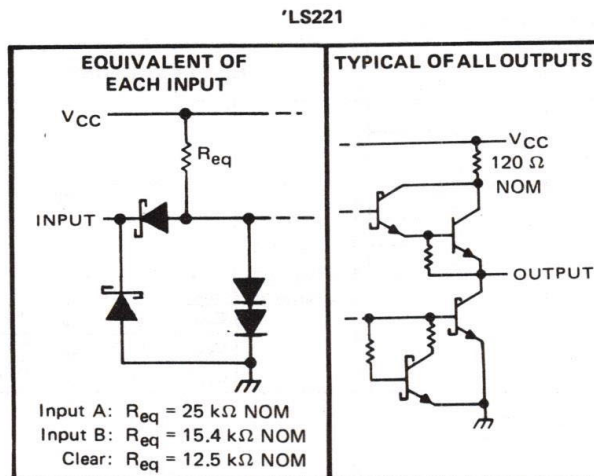 'LS221
EQUIVALENT OF
EACH INPUT
VCC
Req
INPUT
Input A: Req = 25 kΩ NOM
Input B: Req = 15.4 kΩ NOM
Clear: Req = 12.5 kΩ NOM
TYPICAL OF ALL OUTPUTS
VCC
120 Ω
NOM
OUTPUT